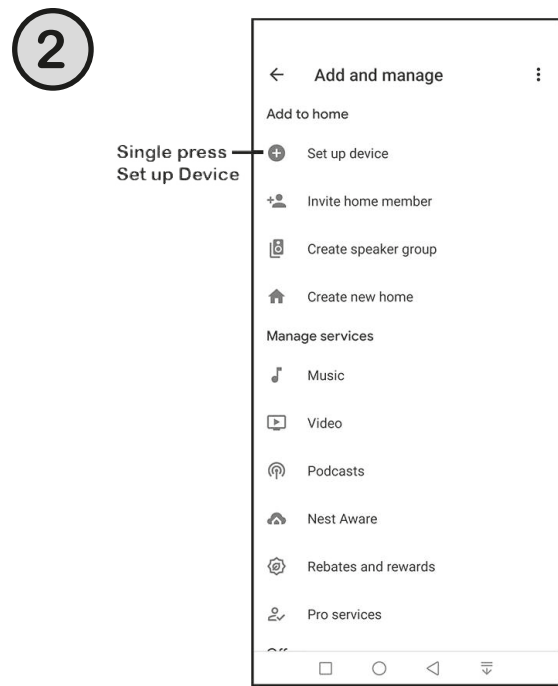 2
Add and manage
Add to home
Single press
Set up Device
Set up device
Invite home member
Create speaker group
Create new home
Manage services
Music
Video
Podcasts
Nest Aware
Rebates and rewards
Pro services